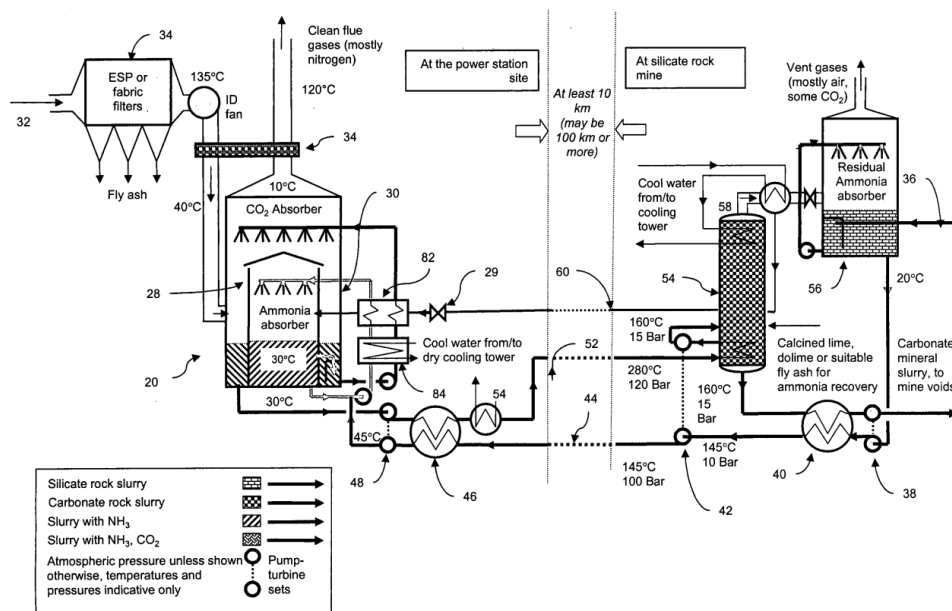 34
Clean flue
gases (mostly
nitrogen)
ESP or
fabric
filters
135°C
ID
fan
120°C
32
Fly ash
34
10°C
40°C
CO2 Absorber
30
28
82
29
Ammonia
absorber
30°C
Cool water from/to
dry cooling tower
20
84
54
30°C
45°C
48
46
At the power station
site
At silicate rock
mine
At least 10
km
(may be
100 km or
more)
Vent gases
(mostly air,
some CO2)
Residual
Ammonia
absorber
36
Cool water
from/to
cooling
tower
58
54
56
20°C
60
160°C
15 Bar
52
280°C
120 Bar
160°C
15
Bar
Calcined lime,
dolime or suitable
fly ash for
ammonia recovery
Carbonate
mineral
slurry, to
mine voids
44
145°C
100 Bar
145°C
10 Bar
42
40
38
Silicate rock slurry
Carbonate rock slurry
Slurry with NH3
Slurry with NH3, CO2
Atmospheric pressure unless shown
otherwise, temperatures and
pressures indicative only
Pump-
turbine
sets